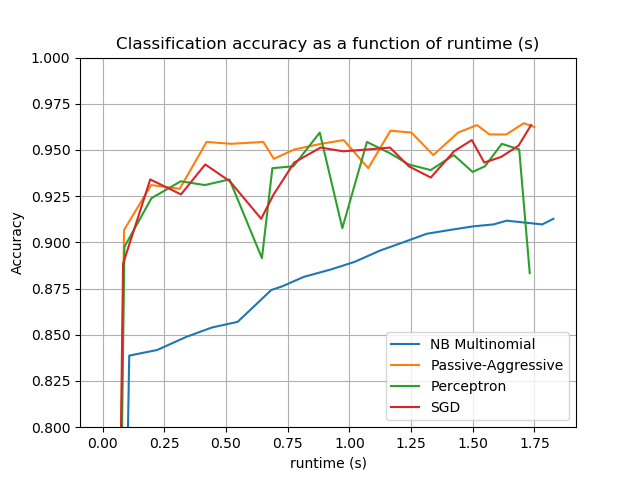 Classification accuracy as a function of runtime (s)
1.000
0.975
0.950
0.925
0.900
0.875
0.850
0.825
0.800
Accuracy
NB Multinomial
Passive-Aggressive
Perceptron
SGD
0.00 0.25 0.50 0.75 1.00 1.25 1.50 1.75
runtime (s)